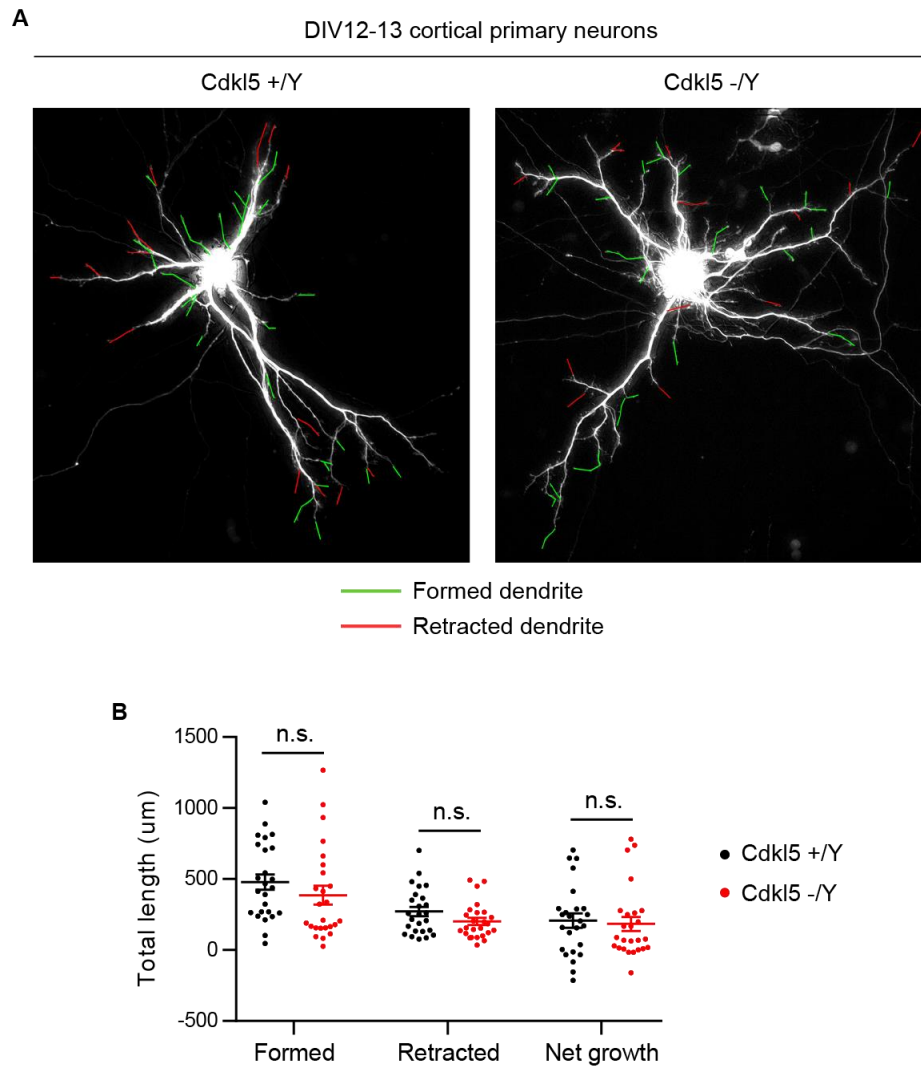 A
DIV12-13 cortical primary neurons
Cdkl5 +/Y
Cdkl5 -/Y
Formed dendrite
Retracted dendrite
B
1500
1000
500
0
-500
Total length (um)
n.s.
n.s.
n.s.
Formed
Retracted
Net growth
Cdkl5 +/Y
Cdkl5 -/Y